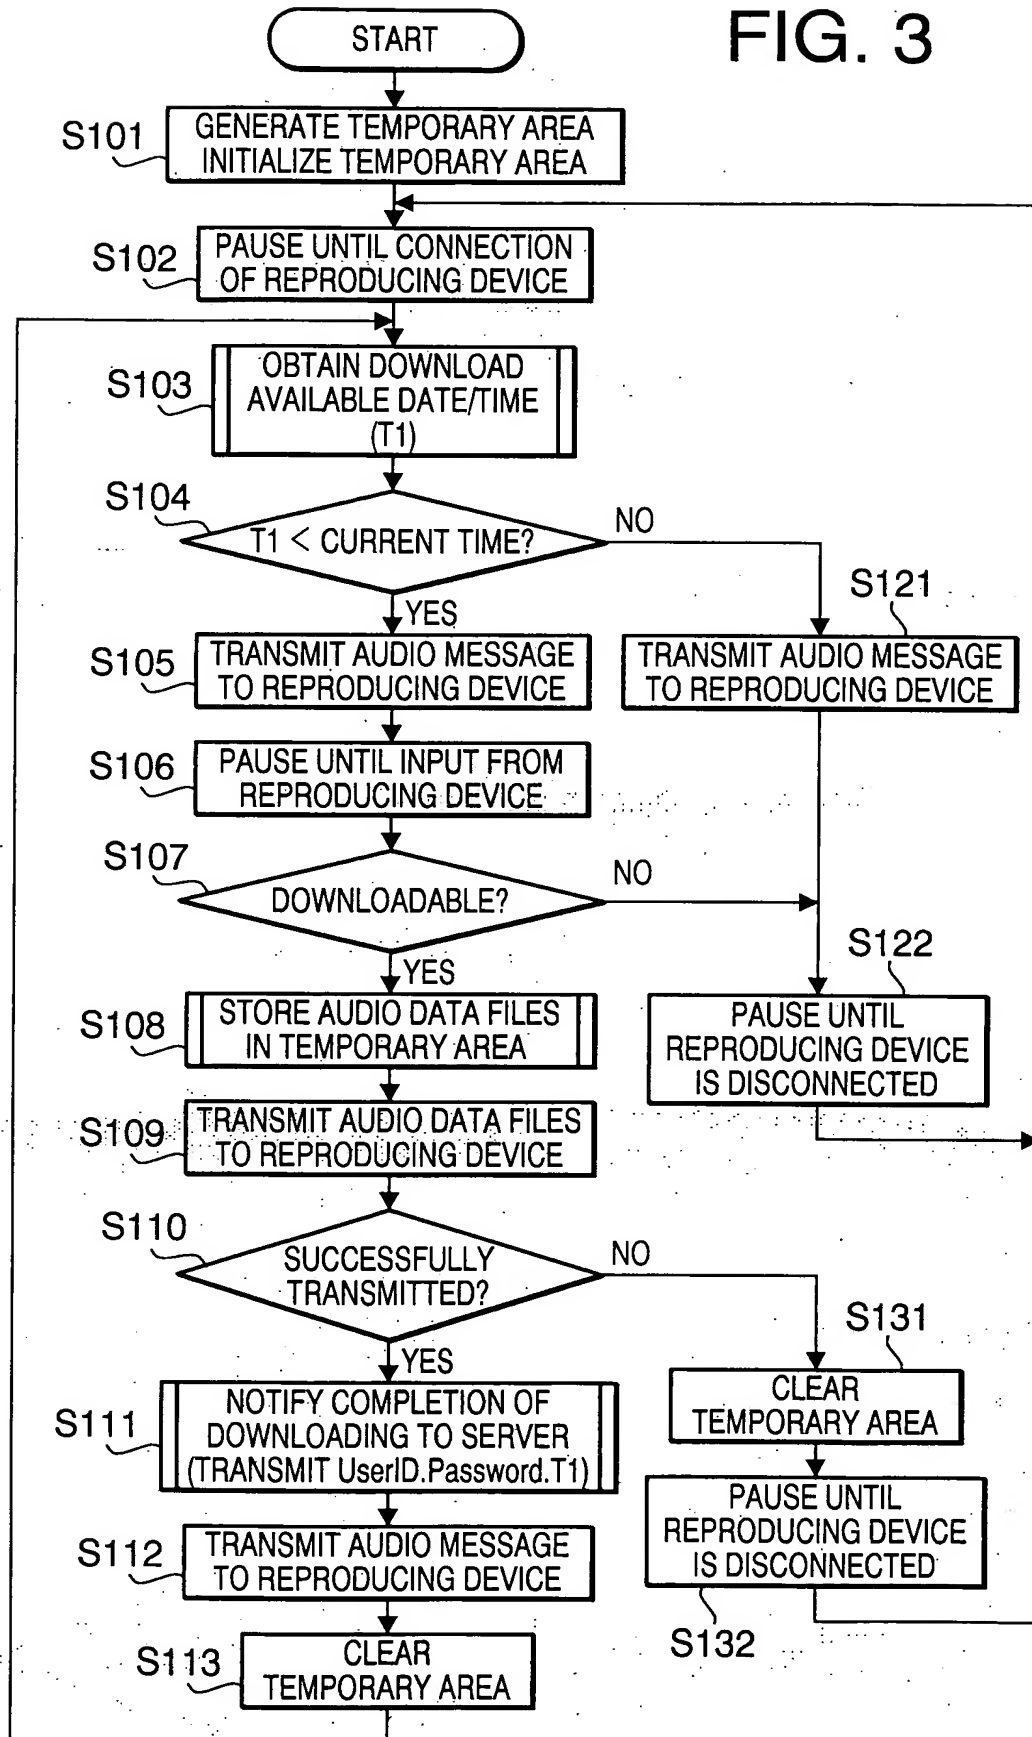 FIG. 3
START
S101
GENERATE TEMPORARY AREA
INITIALIZE TEMPORARY AREA
S102
PAUSE UNTIL CONNECTION
OF REPRODUCING DEVICE
S103
OBTAIN DOWNLOAD
AVAILABLE DATE/TIME
(T1)
S104
T1 < CURRENT TIME?
NO
YES
S121
TRANSMIT AUDIO MESSAGE
TO REPRODUCING DEVICE
S105
TRANSMIT AUDIO MESSAGE
TO REPRODUCING DEVICE
S106
PAUSE UNTIL INPUT FROM
REPRODUCING DEVICE
S107
DOWNLOADABLE?
NO
YES
S122
PAUSE UNTIL
REPRODUCING DEVICE
IS DISCONNECTED
S108
STORE AUDIO DATA FILES
IN TEMPORARY AREA
S109
TRANSMIT AUDIO DATA FILES
TO REPRODUCING DEVICE
S110
SUCCESSFULLY
TRANSMITTED?
NO
YES
S131
CLEAR
TEMPORARY AREA
S111
NOTIFY COMPLETION OF
DOWNLOADING TO SERVER
(TRANSMIT UserID.Password.T1)
PAUSE UNTIL
REPRODUCING DEVICE
IS DISCONNECTED
S132
S112
TRANSMIT AUDIO MESSAGE
TO REPRODUCING DEVICE
S113
CLEAR
TEMPORARY AREA